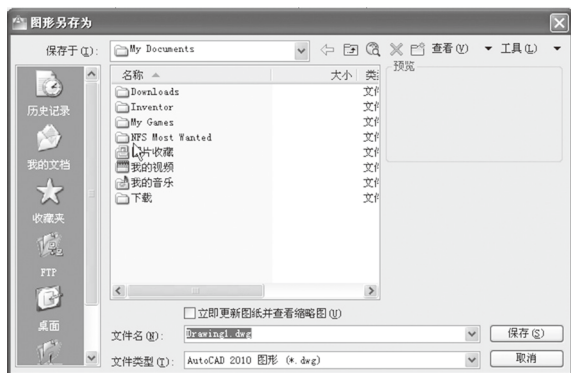 图形另存为
保存于(I): My Documents 查看(V) 工具(L)
名称 大小 类 预览
Downloads 文件
Inventor 文件
My Games 文件
NFS Most Wanted 文件
片收藏 文件
我的视频 文件
我的音乐 文件
下载 文件
历史记录
我的文档
收藏夹
FTP
桌面
立即更新图纸并查看缩略图(U)
文件名(N): Drawing1.dwg 保存(S)
文件类型(T): AutoCAD 2010 图形 (*.dwg) 取消